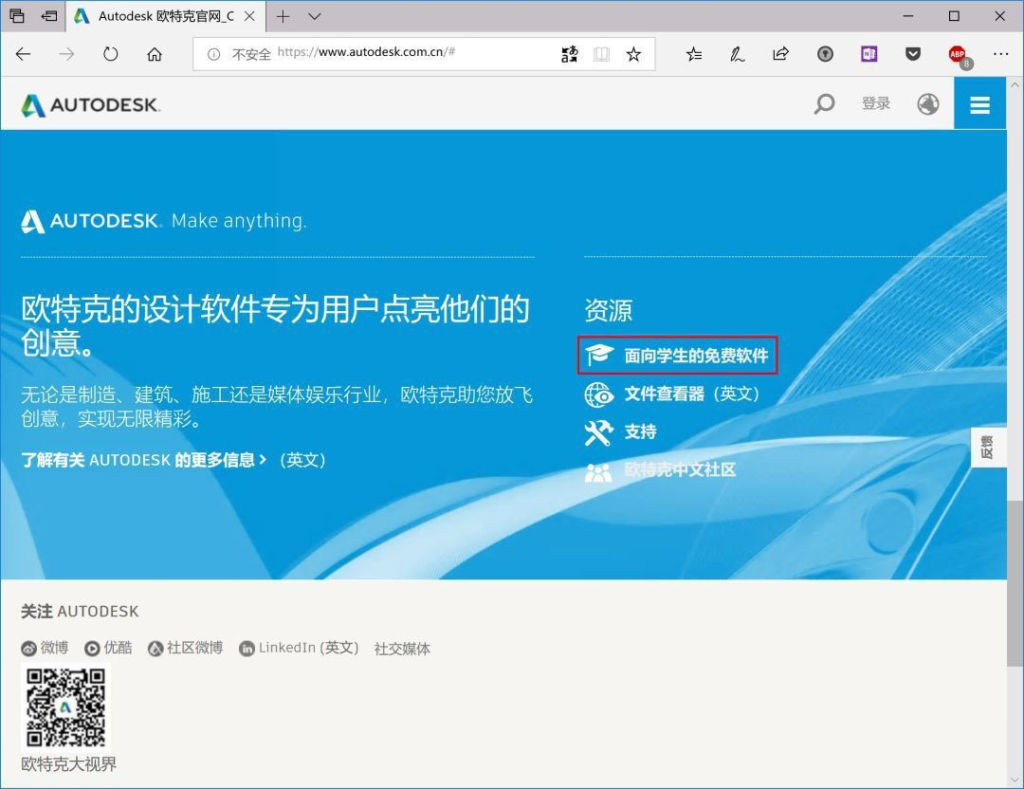 Autodesk 欧特克官网_C
不安全 https://www.autodesk.com.cn/#
ABP
8
AUTODESK.
登录
AUTODESK. Make anything.
欧特克的设计软件专为用户点亮他们的
创意。
无论是制造、建筑、施工还是媒体娱乐行业，欧特克助您放飞
创意，实现无限精彩。
了解有关 AUTODESK 的更多信息 > (英文)
资源
面向学生的免费软件
文件查看器 (英文)
支持
欧特克中文社区
反馈
关注 AUTODESK
微博 优酷 社区微博 LinkedIn (英文) 社交媒体
欧特克大视界